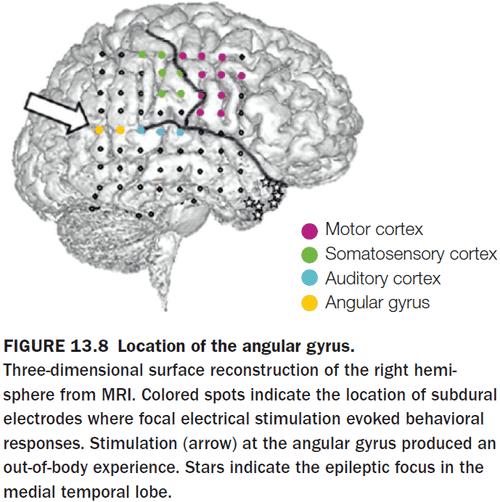 Motor cortex
Somatosensory cortex
Auditory cortex
Angular gyrus
FIGURE 13.8 Location of the angular gyrus.
Three-dimensional surface reconstruction of the right hemi-
sphere from MRI. Colored spots indicate the location of subdural
electrodes where focal electrical stimulation evoked behavioral
responses. Stimulation (arrow) at the angular gyrus produced an
out-of-body experience. Stars indicate the epileptic focus in the
medial temporal lobe.